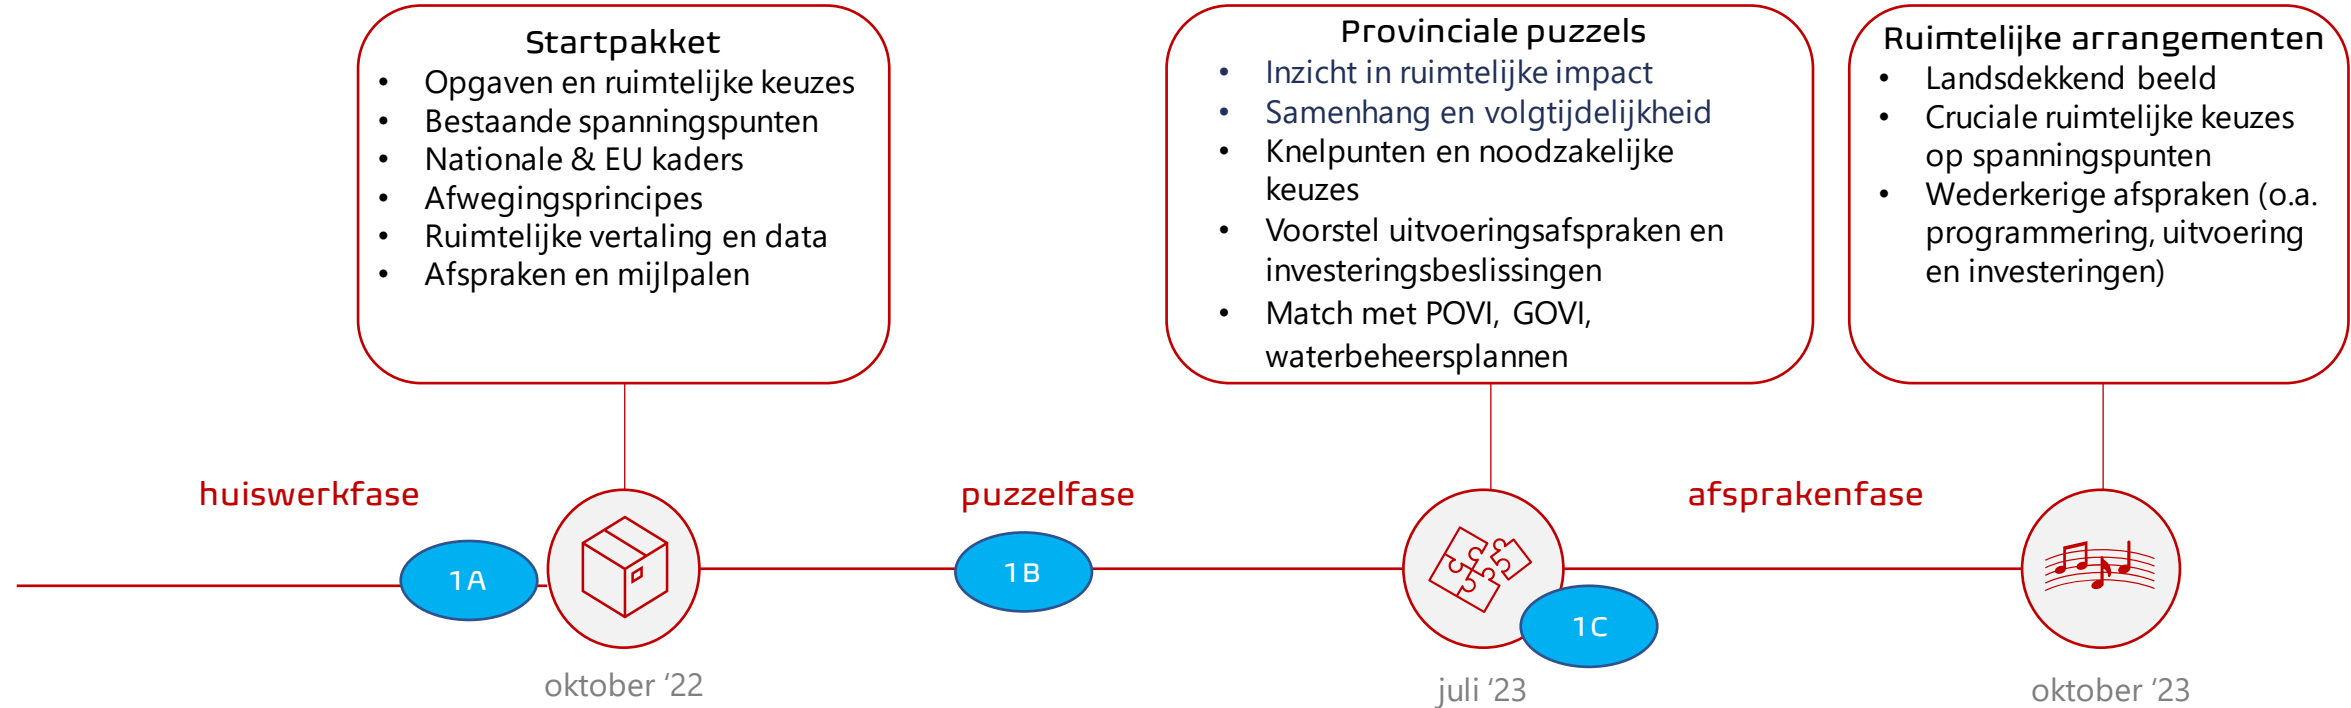 Startpakket
• Opgaven en ruimtelijke keuzes
• Bestaande spanningspunten
• Nationale & EU kaders
• Afwegingsprincipes
• Ruimtelijke vertaling en data
• Afspraken en mijlpalen
Provinciale puzzels
• Inzicht in ruimtelijke impact
• Samenhang en volgtijdelijkheid
• Knelpunten en noodzakelijke
keuzes
• Voorstel uitvoeringsafspraken en
investeringsbeslissingen
• Match met POVI, GOVI,
waterbeheersplannen
Ruimtelijke arrangementen
• Landsdekkend beeld
• Cruciale ruimtelijke keuzes
op spanningspunten
• Wederkerige afspraken (o.a.
programmering, uitvoering
en investeringen)
huiswerkfase
puzzelfase
afsprakenfase
1A
1B
1C
oktober ‘22
juli ‘23
oktober ‘23